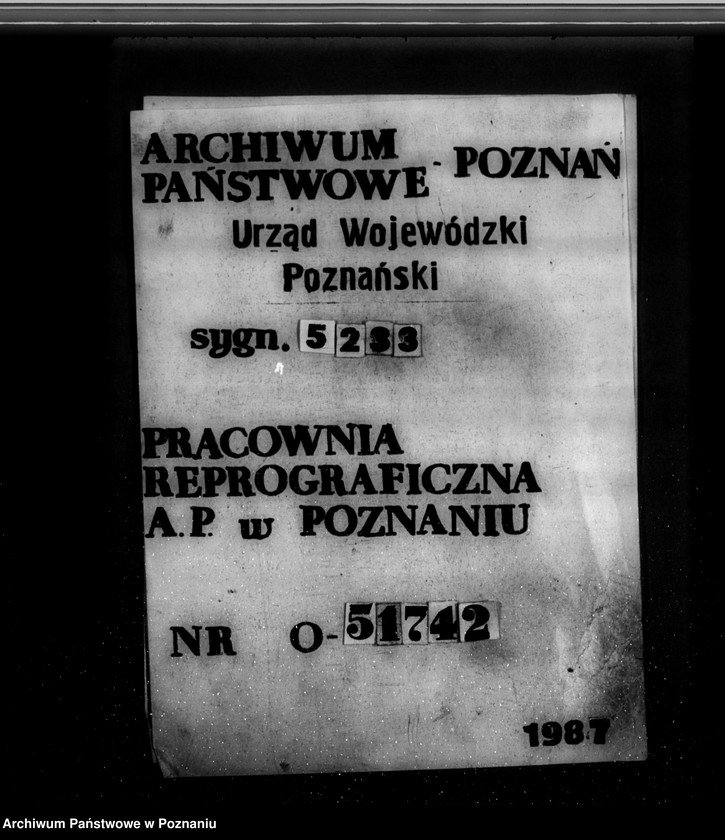 ARCHIWUM
PAŃSTWOWE - POZNAŃ
Urząd Wojewódzki
Poznański
sygn. 5233
PRACOWNIA
REPROGRAFICZNA
A.P. w POZNANIU
NR O-51742
1987
Archiwum Państwowe w Poznaniu